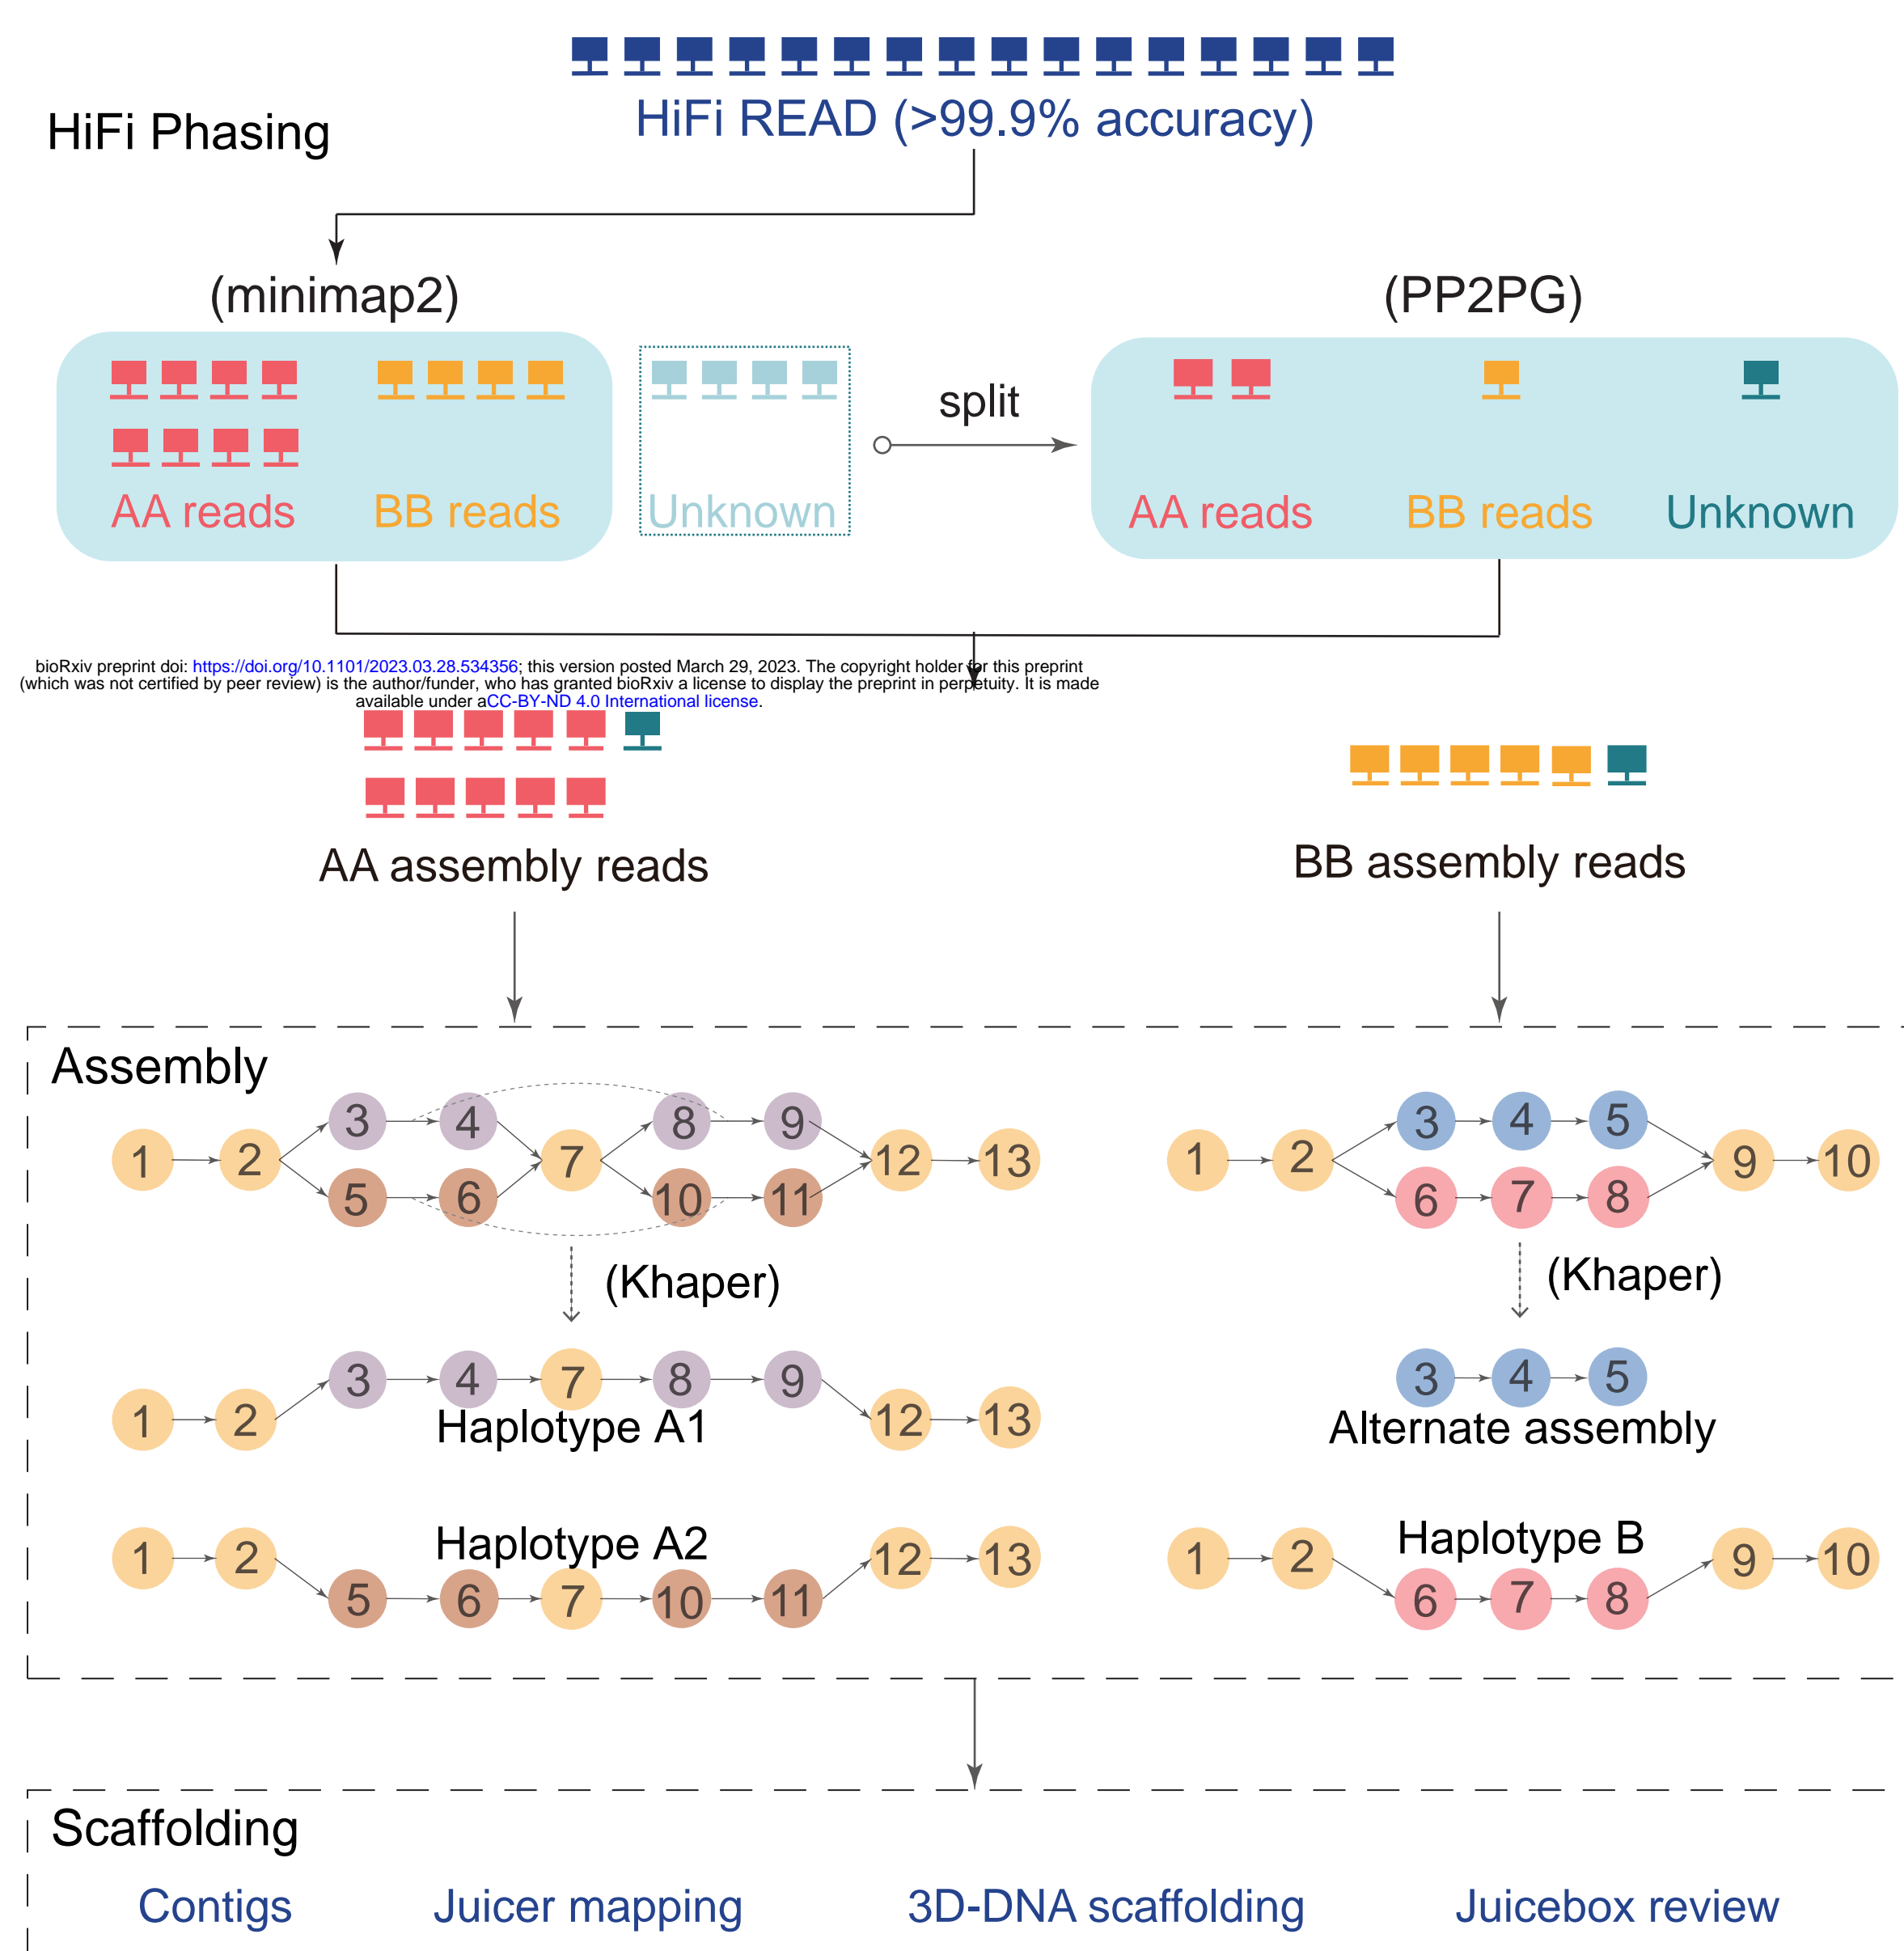 HiFi READ (>99.9% accuracy)
HiFi Phasing
(minimap2)
(PP2PG)
split
AA reads
BB reads
Unknown
AA reads
BB reads
Unknown
bioRxiv preprint doi: https://doi.org/10.1101/2023.03.28.534356; this version posted March 29, 2023. The copyright holder for this preprint
(which was not certified by peer review) is the author/funder, who has granted bioRxiv a license to display the preprint in perpetuity. It is made
available under aCC-BY-ND 4.0 International license.
AA assembly reads
BB assembly reads
Assembly
3 4 8 9
1 2 7 12 13
5 6 10 11
3 4 5
1 2 9 10
6 7 8
(Khaper)
(Khaper)
3 4 7 8 9
1 2 12 13
Haplotype A1
3 4 5
Alternate assembly
Haplotype A2
1 2 12 13
5 6 7 10 11
Haplotype B
1 2 9 10
6 7 8
Scaffolding
Contigs
Juicer mapping
3D-DNA scaffolding
Juicebox review